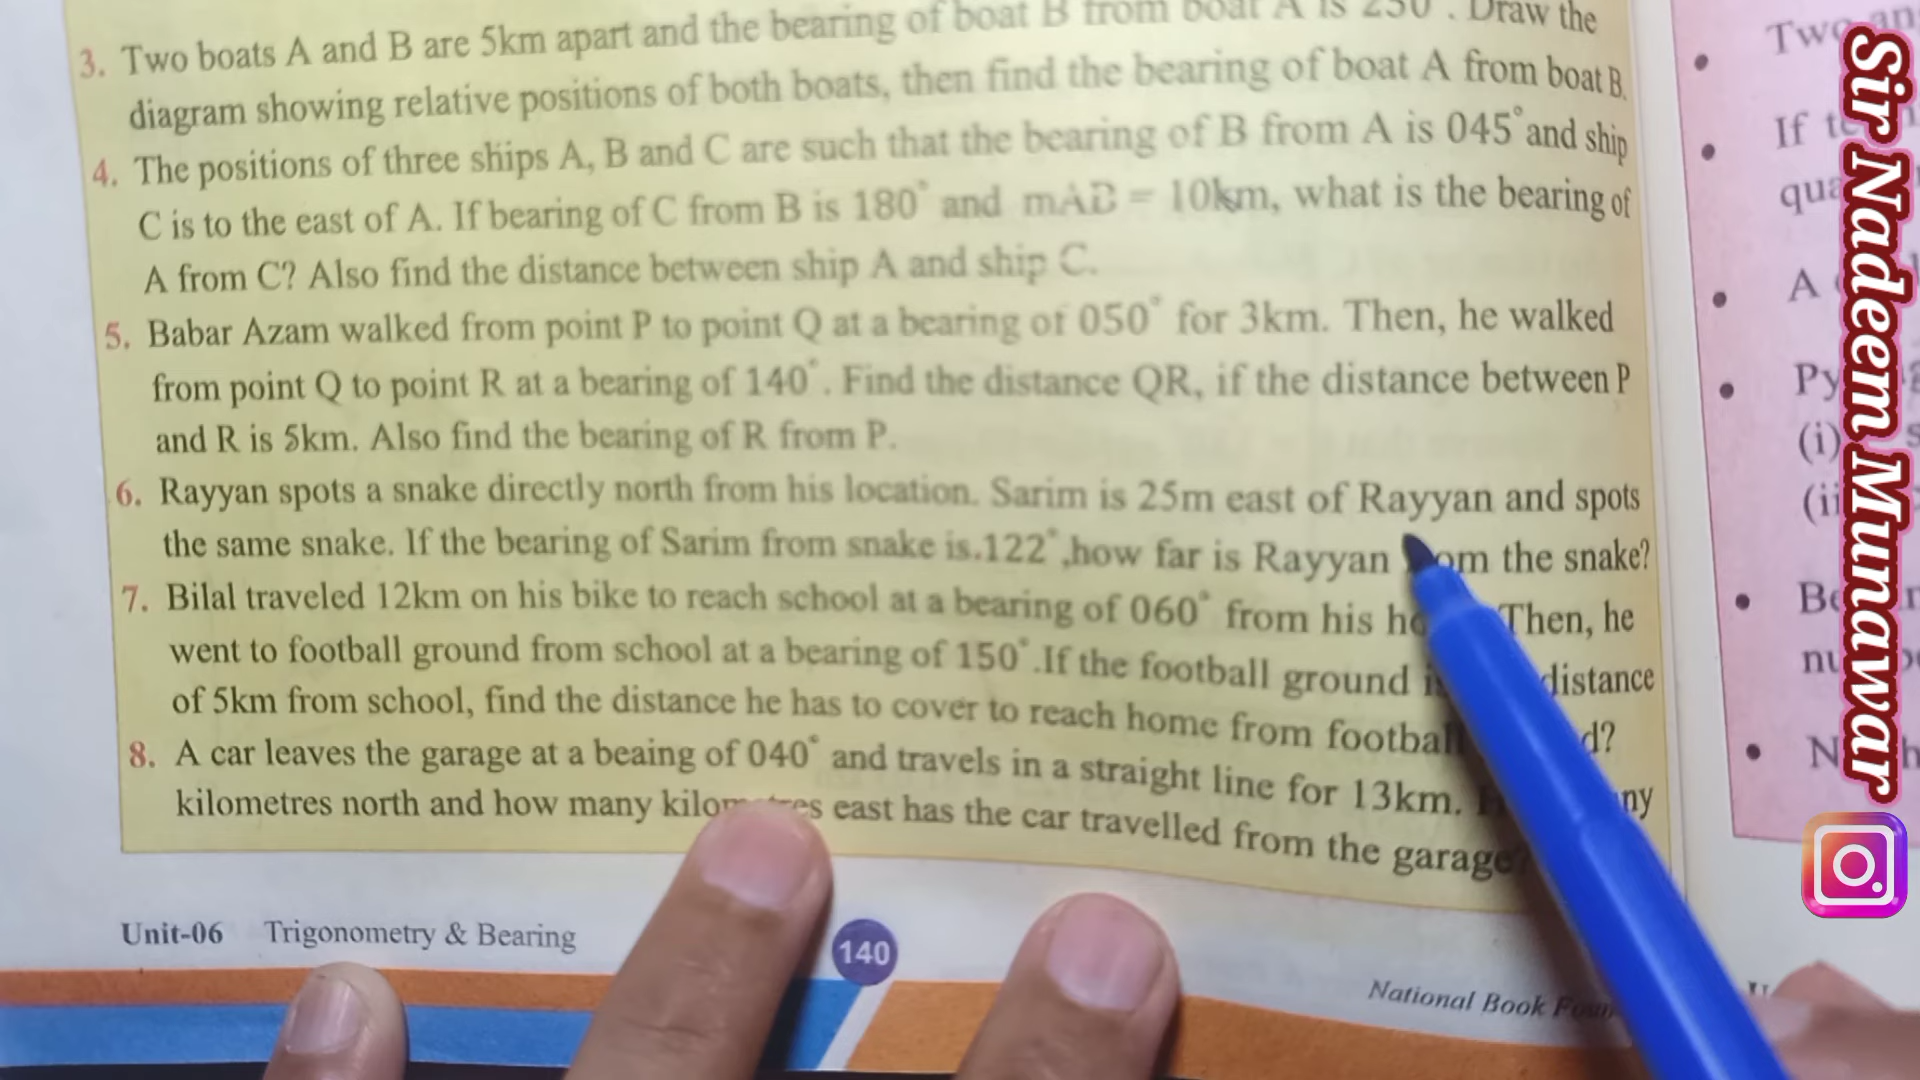 3. Two boats A and B are 5km apart and the bearing of boat B from boat A is 230°. Draw the
diagram showing relative positions of both boats, then find the bearing of boat A from boat B.
4. The positions of three ships A, B and C are such that the bearing of B from A is 045° and ship
C is to the east of A. If bearing of C from B is 180° and mAB = 10km, what is the bearing of
A from C? Also find the distance between ship A and ship C.
5. Babar Azam walked from point P to point Q at a bearing of 050° for 3km. Then, he walked
from point Q to point R at a bearing of 140°. Find the distance QR, if the distance between P
and R is 5km. Also find the bearing of R from P.
6. Rayyan spots a snake directly north from his location. Sarim is 25m east of Rayyan and spots
the same snake. If the bearing of Sarim from snake is.122°,how far is Rayyan from the snake?
7. Bilal traveled 12km on his bike to reach school at a bearing of 060° from his Then, he
went to football ground from school at a bearing of 150°.If the football ground distance
of 5km from school, find the distance he has to cover to reach home from football
8. A car leaves the garage at a beaing of 040° and travels in a straight line for 13km.
kilometres north and how many kilometres east has the car travelled from the garage?
Unit-06 Trigonometry & Bearing
140
National Book
Two
If
A
(i)
Sir Nadeem Munawar